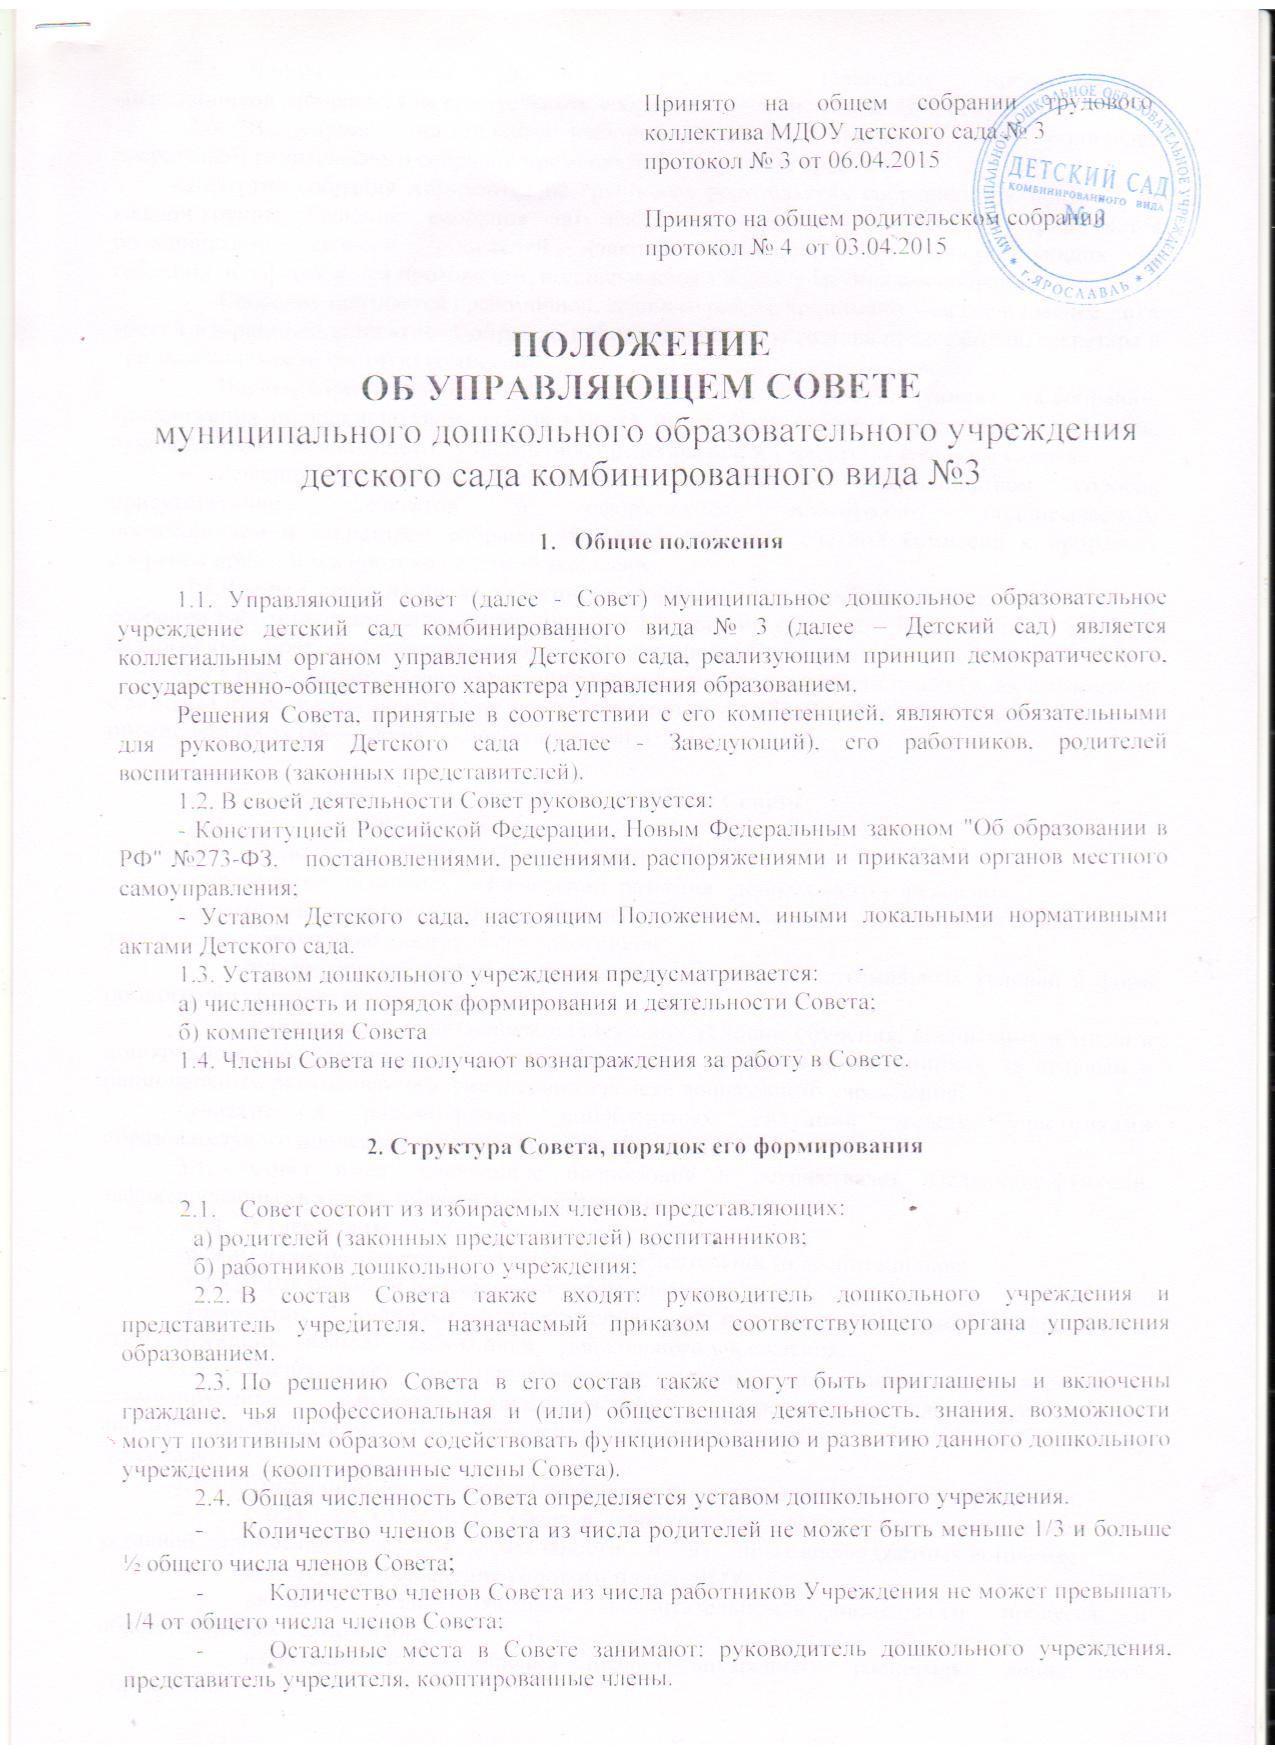 Принято на общем собрании трудового
коллектива МДОУ детского сада № 3
протокол № 3 от 06.04.2015
Принято на общем родительском собрании
протокол № 4 от 03.04.2015
МУНИЦИПАЛЬНОЕ ДОШКОЛЬНОЕ ОБРАЗОВАТЕЛЬНОЕ УЧРЕЖДЕНИЕ
* г.ЯРОСЛАВЛЬ *
ДЕТСКИЙ САД
КОМБИНИРОВАННОГО ВИДА
№ 3
ПОЛОЖЕНИЕ
ОБ УПРАВЛЯЮЩЕМ СОВЕТЕ
муниципального дошкольного образовательного учреждения
детского сада комбинированного вида №3
1. Общие положения
1.1. Управляющий совет (далее - Совет) муниципальное дошкольное образовательное
учреждение детский сад комбинированного вида № 3 (далее – Детский сад) является
коллегиальным органом управления Детского сада, реализующим принцип демократического,
государственно-общественного характера управления образованием.
Решения Совета, принятые в соответствии с его компетенцией, являются обязательными
для руководителя Детского сада (далее - Заведующий), его работников, родителей
воспитанников (законных представителей).
1.2. В своей деятельности Совет руководствуется:
- Конституцией Российской Федерации, Новым Федеральным законом "Об образовании в
РФ" №273-ФЗ, постановлениями, решениями, распоряжениями и приказами органов местного
самоуправления;
- Уставом Детского сада, настоящим Положением, иными локальными нормативными
актами Детского сада.
1.3. Уставом дошкольного учреждения предусматривается:
а) численность и порядок формирования и деятельности Совета;
б) компетенция Совета
1.4. Члены Совета не получают вознаграждения за работу в Совете.
2. Структура Совета, порядок его формирования
2.1. Совет состоит из избираемых членов, представляющих:
а) родителей (законных представителей) воспитанников;
б) работников дошкольного учреждения;
2.2. В состав Совета также входят: руководитель дошкольного учреждения и
представитель учредителя, назначаемый приказом соответствующего органа управления
образованием.
2.3. По решению Совета в его состав также могут быть приглашены и включены
граждане, чья профессиональная и (или) общественная деятельность, знания, возможности
могут позитивным образом содействовать функционированию и развитию данного дошкольного
учреждения (кооптированные члены Совета).
2.4. Общая численность Совета определяется уставом дошкольного учреждения.
- Количество членов Совета из числа родителей не может быть меньше 1/3 и больше
½ общего числа членов Совета;
- Количество членов Совета из числа работников Учреждения не может превышать
1/4 от общего числа членов Совета;
- Остальные места в Совете занимают: руководитель дошкольного учреждения,
представитель учредителя, кооптированные члены.